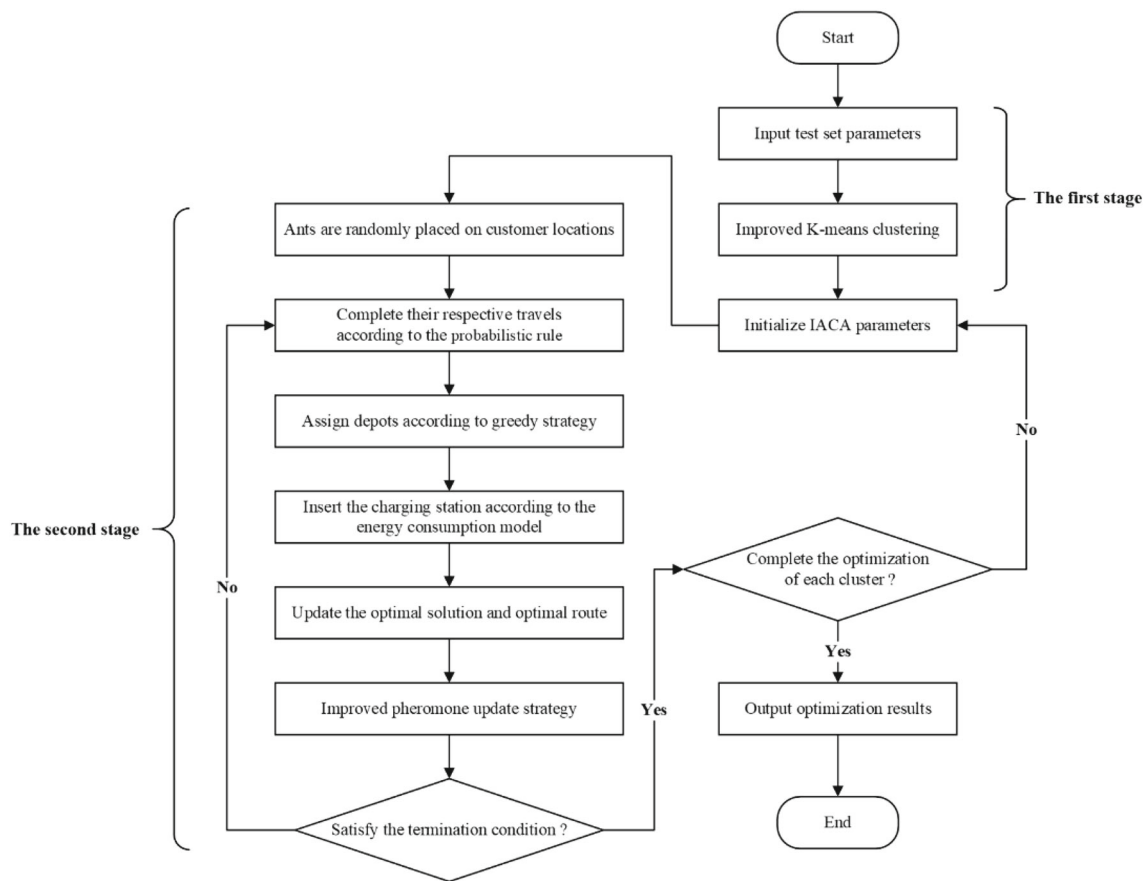 Start
Input test set parameters
The first stage
Improved K-means clustering
Initialize IACA parameters
Ants are randomly placed on customer locations
Complete their respective travels
according to the probabilistic rule
Assign depots according to greedy strategy
Insert the charging station according to the
energy consumption model
The second stage
No
Update the optimal solution and optimal route
Improved pheromone update strategy
Satisfy the termination condition ?
Yes
Complete the optimization
of each cluster ?
No
Yes
Output optimization results
End